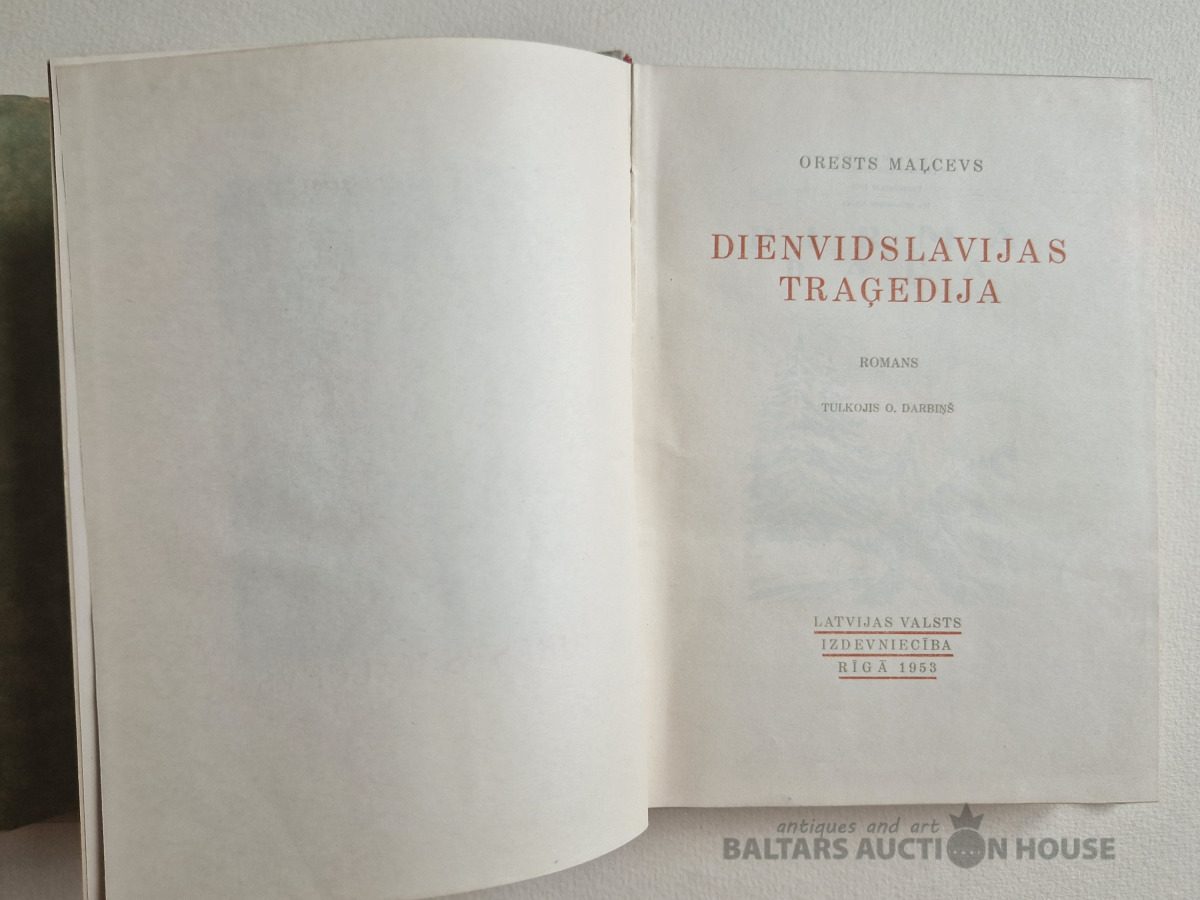 ORESTS MAĻCEVS
DIENVIDSLAVIJAS
TRAĢEDIJA
ROMANS
TULKOJIS O. DARBIŅŠ
LATVIJAS VALSTS
IZDEVNIECĪBA
RĪGĀ 1953
antiques and art
BALTARS AUCTION HOUSE